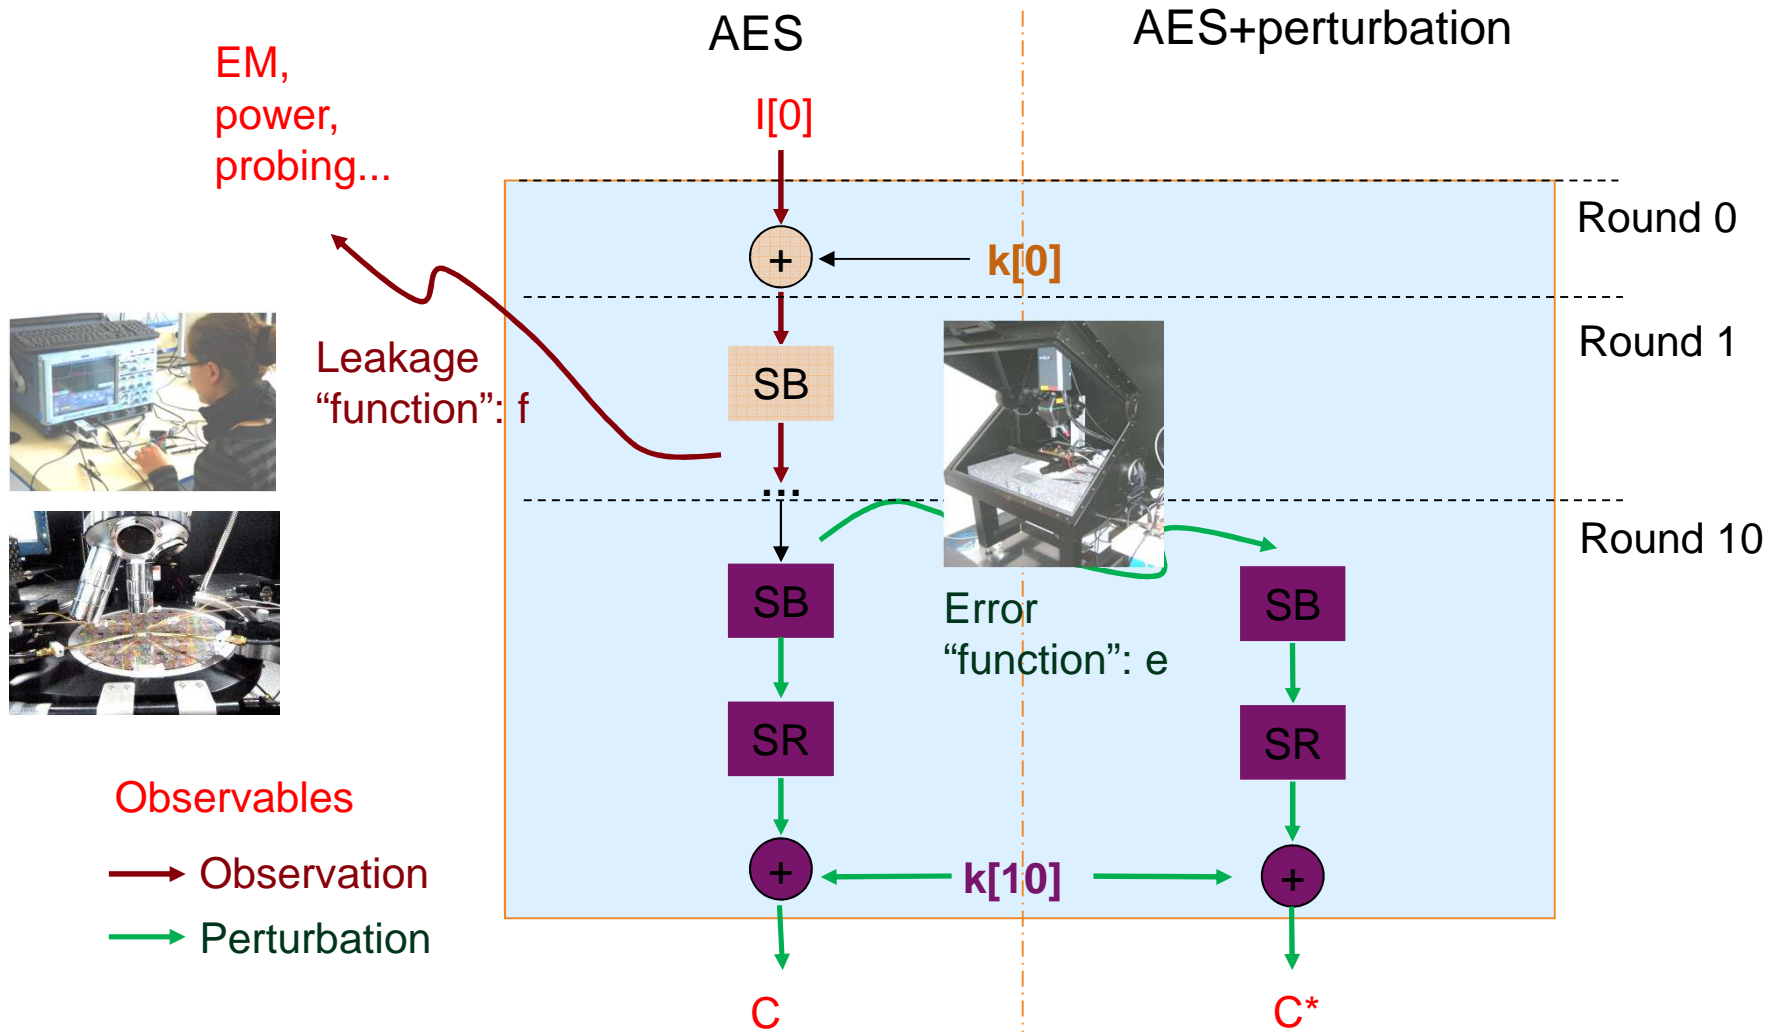 AES
AES+perturbation
EM,
power,
probing...
I[0]
Round 0
+
k[0]
Round 1
Leakage
“function”: f
SB
...
Round 10
SB
SB
Error
“function”: e
SR
SR
Observables
+
k[10]
+
Observation
Perturbation
C
C*